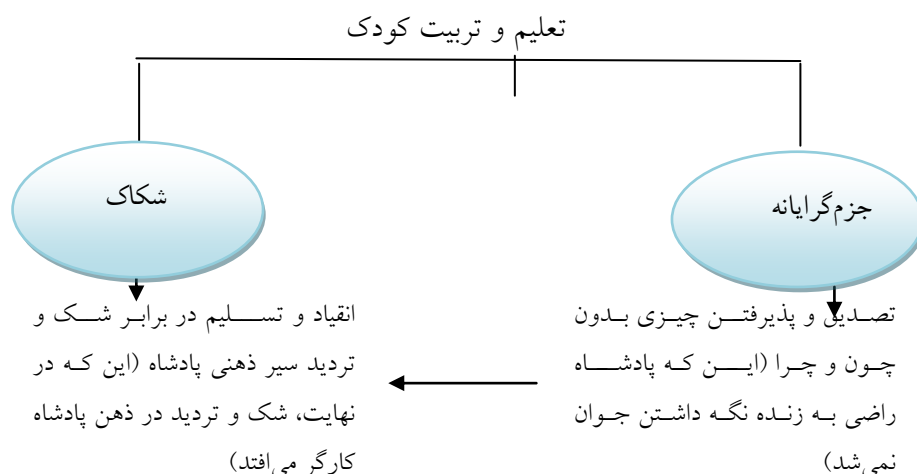 تعلیم و تربیت کودک
جزم‌گرایانه
شکاک
تصدیق و پذیرفتن چیزی بدون
چون و چرا (این که پادشاه
راضی به زنده نگه داشتن جوان
نمی‌شد)
انقیاد و تسلیم در برابر شک و
تردید سیر ذهنی پادشاه (این که در
نهایت، شک و تردید در ذهن پادشاه
کارگر می‌افتد)